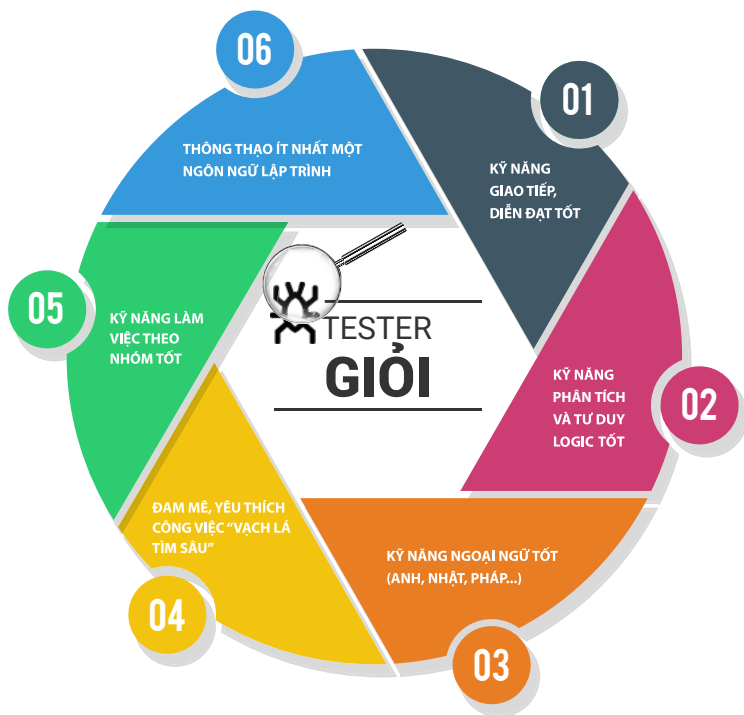 01
KỸ NĂNG
GIAO TIẾP,
DIỄN ĐẠT TỐT
02
KỸ NĂNG
PHÂN TÍCH
VÀ TƯ DUY
LOGIC TỐT
03
KỸ NĂNG NGOẠI NGỮ TỐT
(ANH, NHẬT, PHÁP...)
04
ĐAM MÊ, YÊU THÍCH
CÔNG VIỆC “VẠCH LÁ
TÌM SÂU”
05
KỸ NĂNG LÀM
VIỆC THEO
NHÓM TỐT
06
THÔNG THẠO ÍT NHẤT MỘT
NGÔN NGỮ LẬP TRÌNH
TESTER
GIỎI